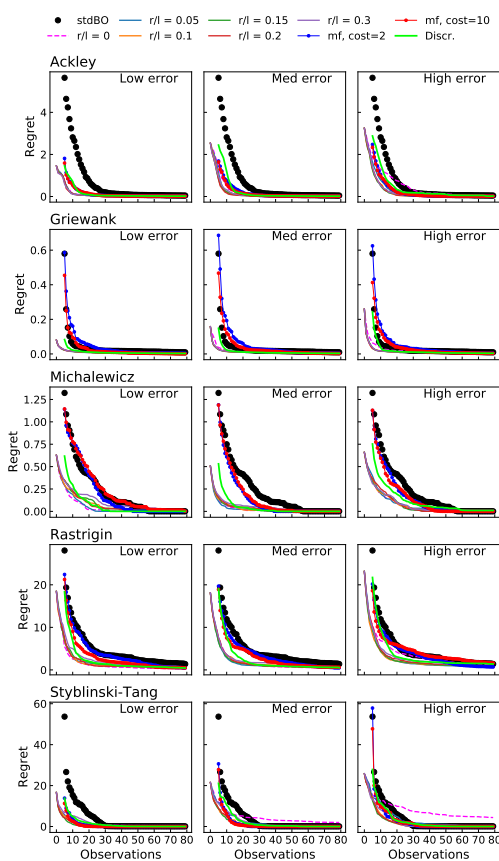 stdBO r/l = 0.05 r/l = 0.15 r/l = 0.3 mf, cost=10
r/l = 0 r/l = 0.1 r/l = 0.2 mf, cost=2 Discr.
Ackley
Low error Med error High error
4
2
0
Regret
Griewank
Low error Med error High error
0.6
0.4
0.2
0.0
Regret
Michalewicz
Low error Med error High error
1.25
1.00
0.75
0.50
0.25
0.00
Regret
Rastrigin
Low error Med error High error
20
10
0
Regret
Styblinski-Tang
Low error Med error High error
60
40
20
0
Regret
0 10 20 30 40 50 60 70 80 0 10 20 30 40 50 60 70 80 0 10 20 30 40 50 60 70 80
Observations Observations Observations